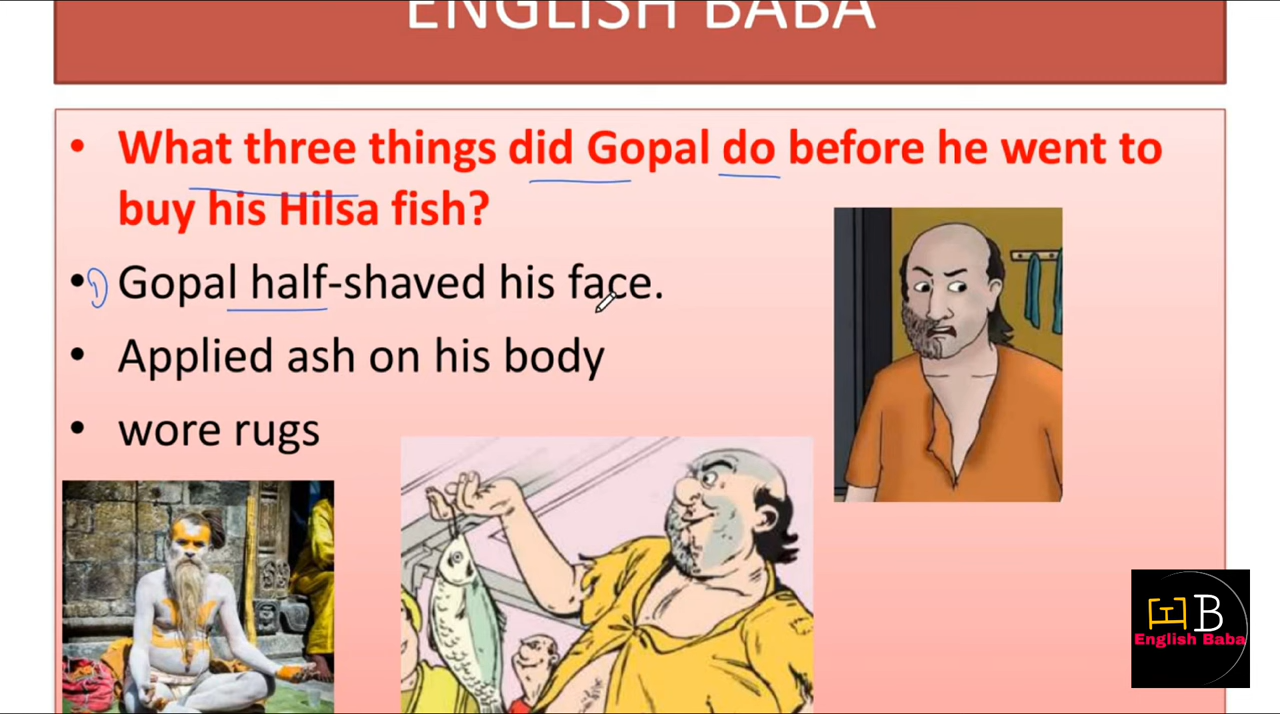 ENGLISH BABA
What three things did Gopal do before he went to
buy his Hilsa fish?
1) Gopal half-shaved his face.
Applied ash on his body
wore rugs
B
English Baba